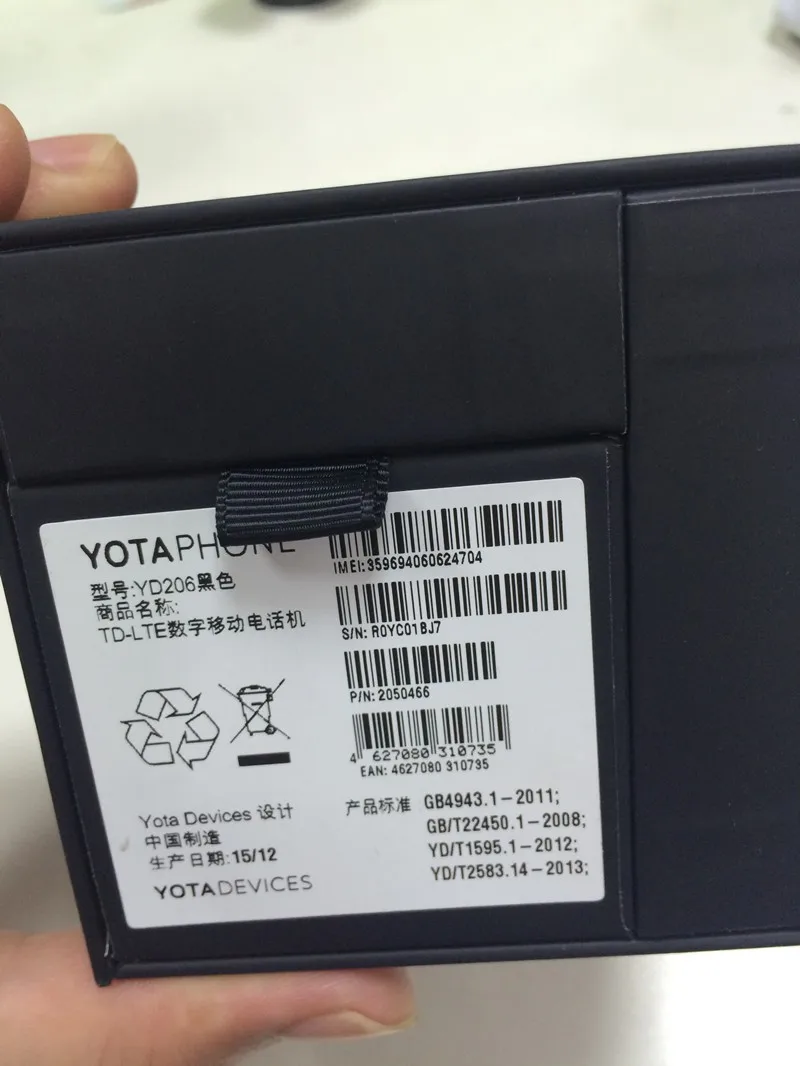 YOTAPHONE
型号:YD206黑色
商品名称:
TD-LTE数字移动电话机
IMEI:359694060624704
S/N: R0YC01BJ7
P/N: 2050466
4 627080 310735
EAN: 4627080 310735
产品标准 GB4943.1-2011;
GB/T22450.1-2008;
YD/T1595.1-2012;
YD/T2583.14-2013;
Yota Devices 设计
中国制造
生产日期:15/12
YOTADEVICES